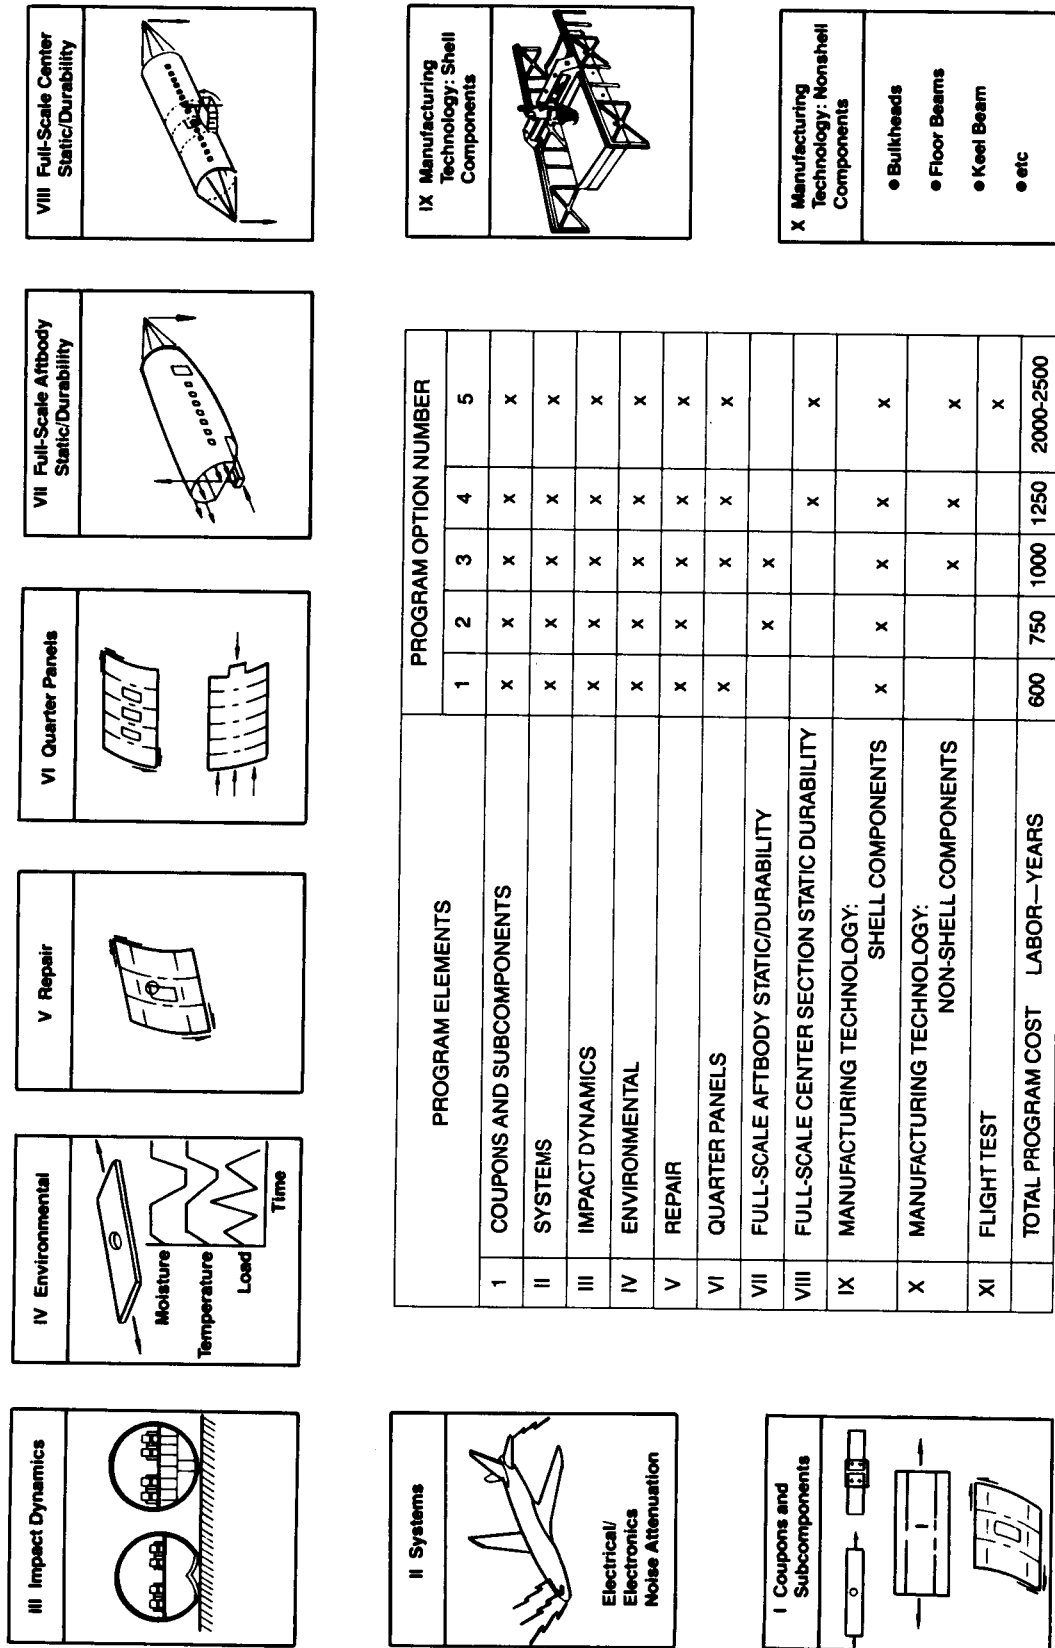 III Impact Dynamics
IV Environmental
Moisture
Temperature
Load
Time
V Repair
VI Quarter Panels
VII Full-Scale Aftbody
Static/Durability
VIII Full-Scale Center
Static/Durability
II Systems
Electrical/
Electronics
Noise Attenuation
I Coupons and
Subcomponents
PROGRAM ELEMENTS PROGRAM OPTION NUMBER
1 2 3 4 5
1 COUPONS AND SUBCOMPONENTS X X X X X
II SYSTEMS X X X X X
III IMPACT DYNAMICS X X X X X
IV ENVIRONMENTAL X X X X X
V REPAIR X X X X X
VI QUARTER PANELS X X X X
VII FULL-SCALE AFTBODY STATIC/DURABILITY X X
VIII FULL-SCALE CENTER SECTION STATIC DURABILITY X X
IX MANUFACTURING TECHNOLOGY:
SHELL COMPONENTS X X X X X
X MANUFACTURING TECHNOLOGY:
NON-SHELL COMPONENTS X X X
XI FLIGHT TEST X
TOTAL PROGRAM COST LABOR—YEARS 600 750 1000 1250 2000-2500
IX Manufacturing
Technology: Shell
Components
X Manufacturing
Technology: Nonshell
Components
● Bulkheads
● Floor Beams
● Keel Beam
● etc